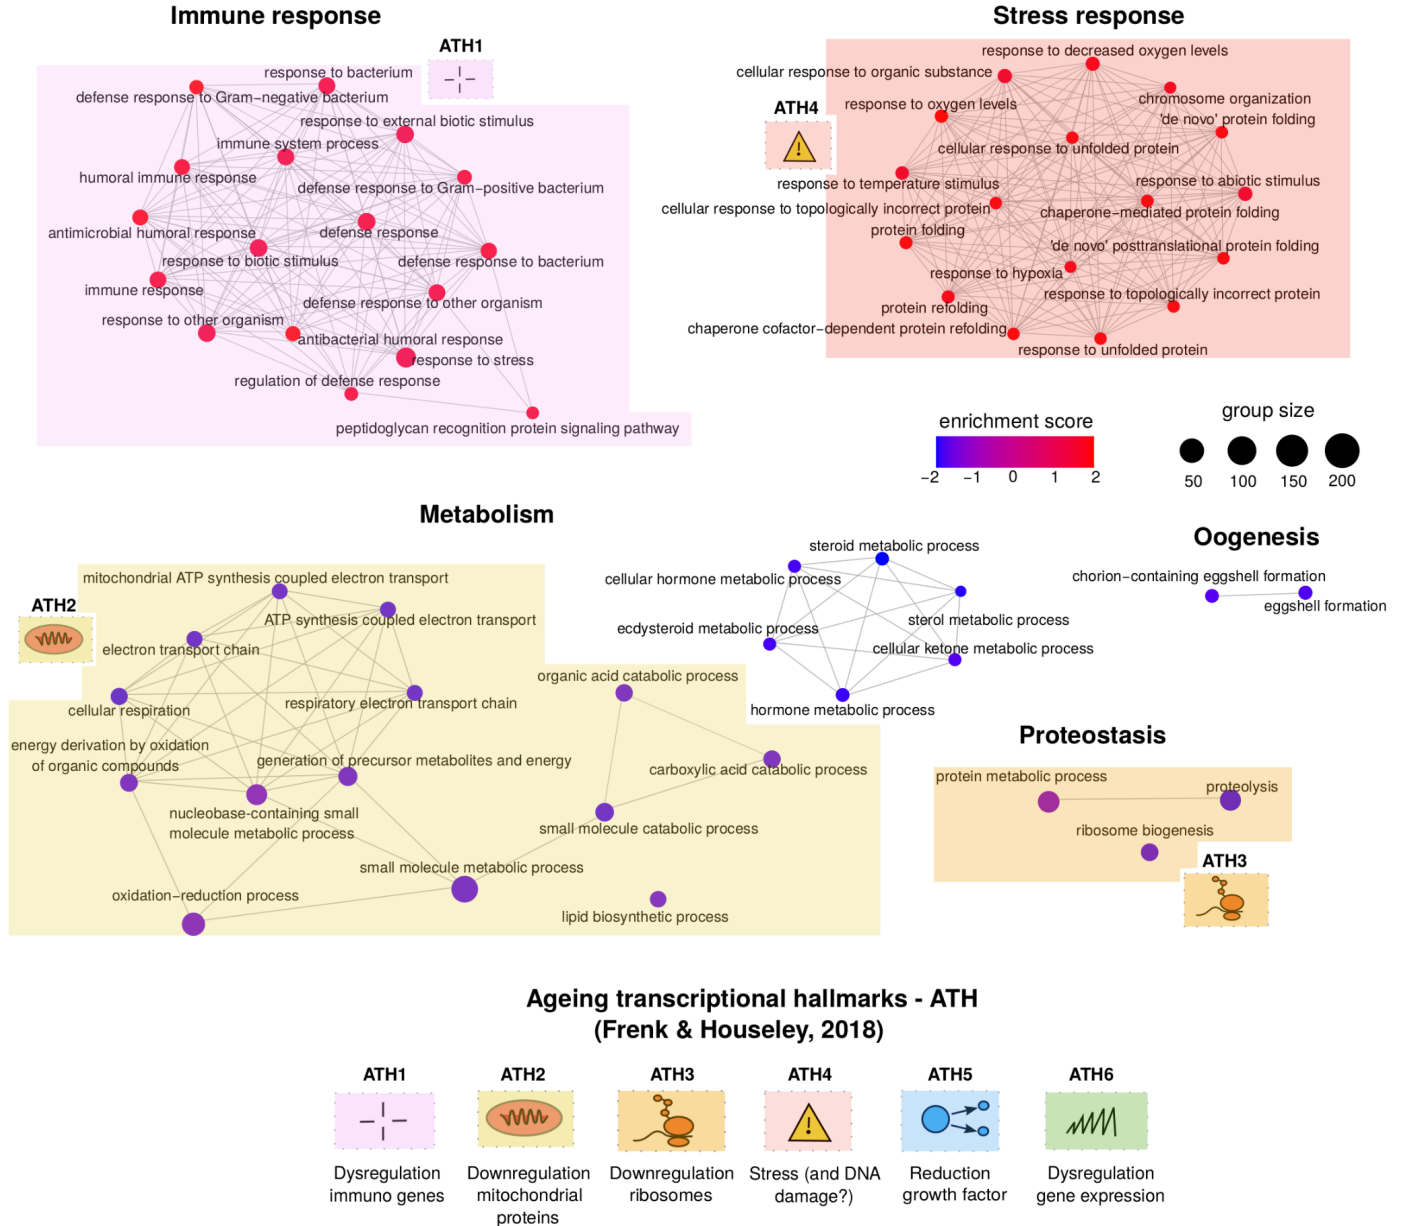 Immune response
ATH1
response to bacterium
defense response to Gram−negative bacterium
response to external biotic stimulus
immune system process
humoral immune response
defense response to Gram−positive bacterium
antimicrobial humoral response
defense response
response to biotic stimulus
defense response to bacterium
immune response
defense response to other organism
response to other organism
antibacterial humoral response
response to stress
regulation of defense response
peptidoglycan recognition protein signaling pathway
Stress response
ATH4
response to decreased oxygen levels
cellular response to organic substance
chromosome organization
response to oxygen levels
'de novo' protein folding
cellular response to unfolded protein
response to temperature stimulus
response to abiotic stimulus
cellular response to topologically incorrect protein
chaperone−mediated protein folding
protein folding
'de novo' posttranslational protein folding
response to hypoxia
response to topologically incorrect protein
protein refolding
chaperone cofactor−dependent protein refolding
response to unfolded protein
enrichment score
−2 −1 0 1 2
group size
50 100 150 200
Metabolism
ATH2
mitochondrial ATP synthesis coupled electron transport
ATP synthesis coupled electron transport
electron transport chain
cellular respiration
respiratory electron transport chain
energy derivation by oxidation
of organic compounds
generation of precursor metabolites and energy
nucleobase-containing small
molecule metabolic process
organic acid catabolic process
carboxylic acid catabolic process
small molecule catabolic process
small molecule metabolic process
oxidation−reduction process
lipid biosynthetic process
steroid metabolic process
cellular hormone metabolic process
sterol metabolic process
ecdysteroid metabolic process
cellular ketone metabolic process
hormone metabolic process
Oogenesis
chorion−containing eggshell formation
eggshell formation
Proteostasis
protein metabolic process
proteolysis
ribosome biogenesis
ATH3
Ageing transcriptional hallmarks - ATH
(Frenk & Houseley, 2018)
ATH1
Dysregulation
immuno genes
ATH2
Downregulation
mitochondrial
proteins
ATH3
Downregulation
ribosomes
ATH4
Stress (and DNA
damage?)
ATH5
Reduction
growth factor
ATH6
Dysregulation
gene expression